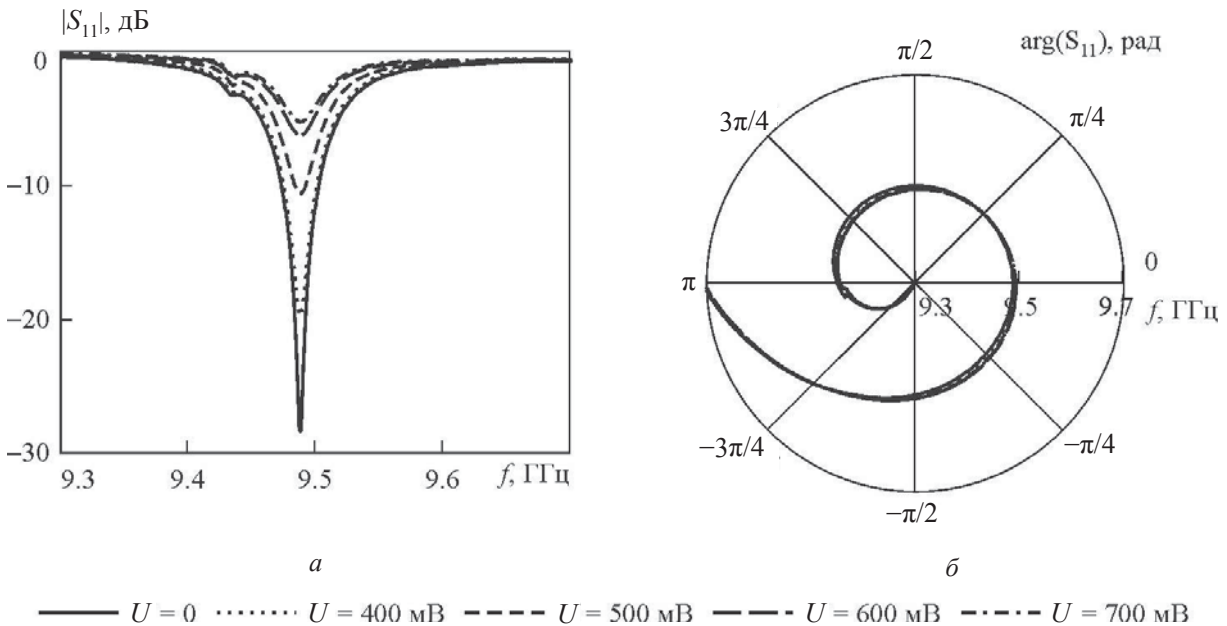 |S₁₁|, дБ
0
−10
−20
−30
9.3 9.4 9.5 9.6 f, ГГц
а
arg(S₁₁), рад
π/2
3π/4 π/4
π 0
9.3 9.5 9.7 f, ГГц
−3π/4 −π/4
−π/2
б
U = 0 U = 400 мВ U = 500 мВ U = 600 мВ U = 700 мВ